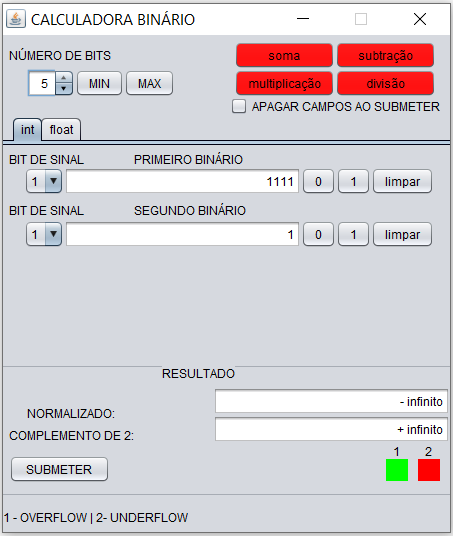 CALCULADORA BINÁRIO
NÚMERO DE BITS
soma subtração
5 MIN MAX multiplicação divisão
APAGAR CAMPOS AO SUBMETER
int float
BIT DE SINAL PRIMEIRO BINÁRIO
1 1111 0 1 limpar
BIT DE SINAL SEGUNDO BINÁRIO
1 1 0 1 limpar
RESULTADO
- infinito
NORMALIZADO:
+ infinito
COMPLEMENTO DE 2:
1 2
SUBMETER
1 - OVERFLOW | 2- UNDERFLOW